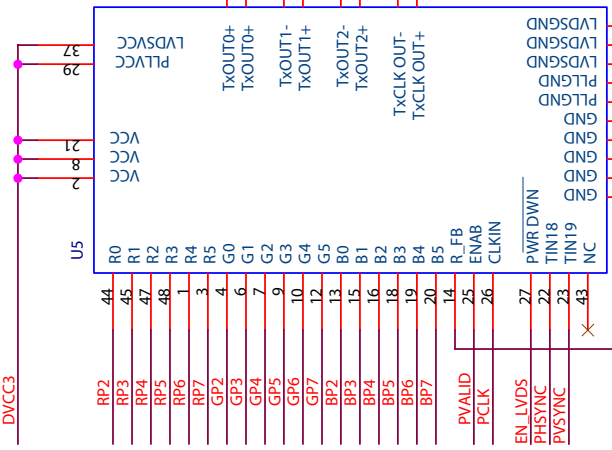 37
LVDSVCC
29
PLLVCC
21
VCC
8
VCC
2
VCC
TxOUT0+
TxOUT0+
TxOUT1-
TxOUT1+
TxOUT2-
TxOUT2+
TxCLK OUT-
TxCLK OUT+
LVDSGND
LVDSGND
LVDSGND
PLLGND
PLLGND
GND
GND
GND
GND
GND
U5
R0
R1
R2
R3
R4
R5
G0
G1
G2
G3
G4
G5
B0
B1
B2
B3
B4
B5
R_FB
ENAB
CLKIN
PWR DWN
TIN18
TIN19
NC
44
45
47
48
1
3
4
6
7
9
10
12
13
15
16
18
19
20
14
25
26
27
22
23
43
DVCC3
RP2
RP3
RP4
RP5
RP6
RP7
GP2
GP3
GP4
GP5
GP6
GP7
BP2
BP3
BP4
BP5
BP6
BP7
PVALID
PCLK
EN_LVDS
PHSYNC
PVSYNC